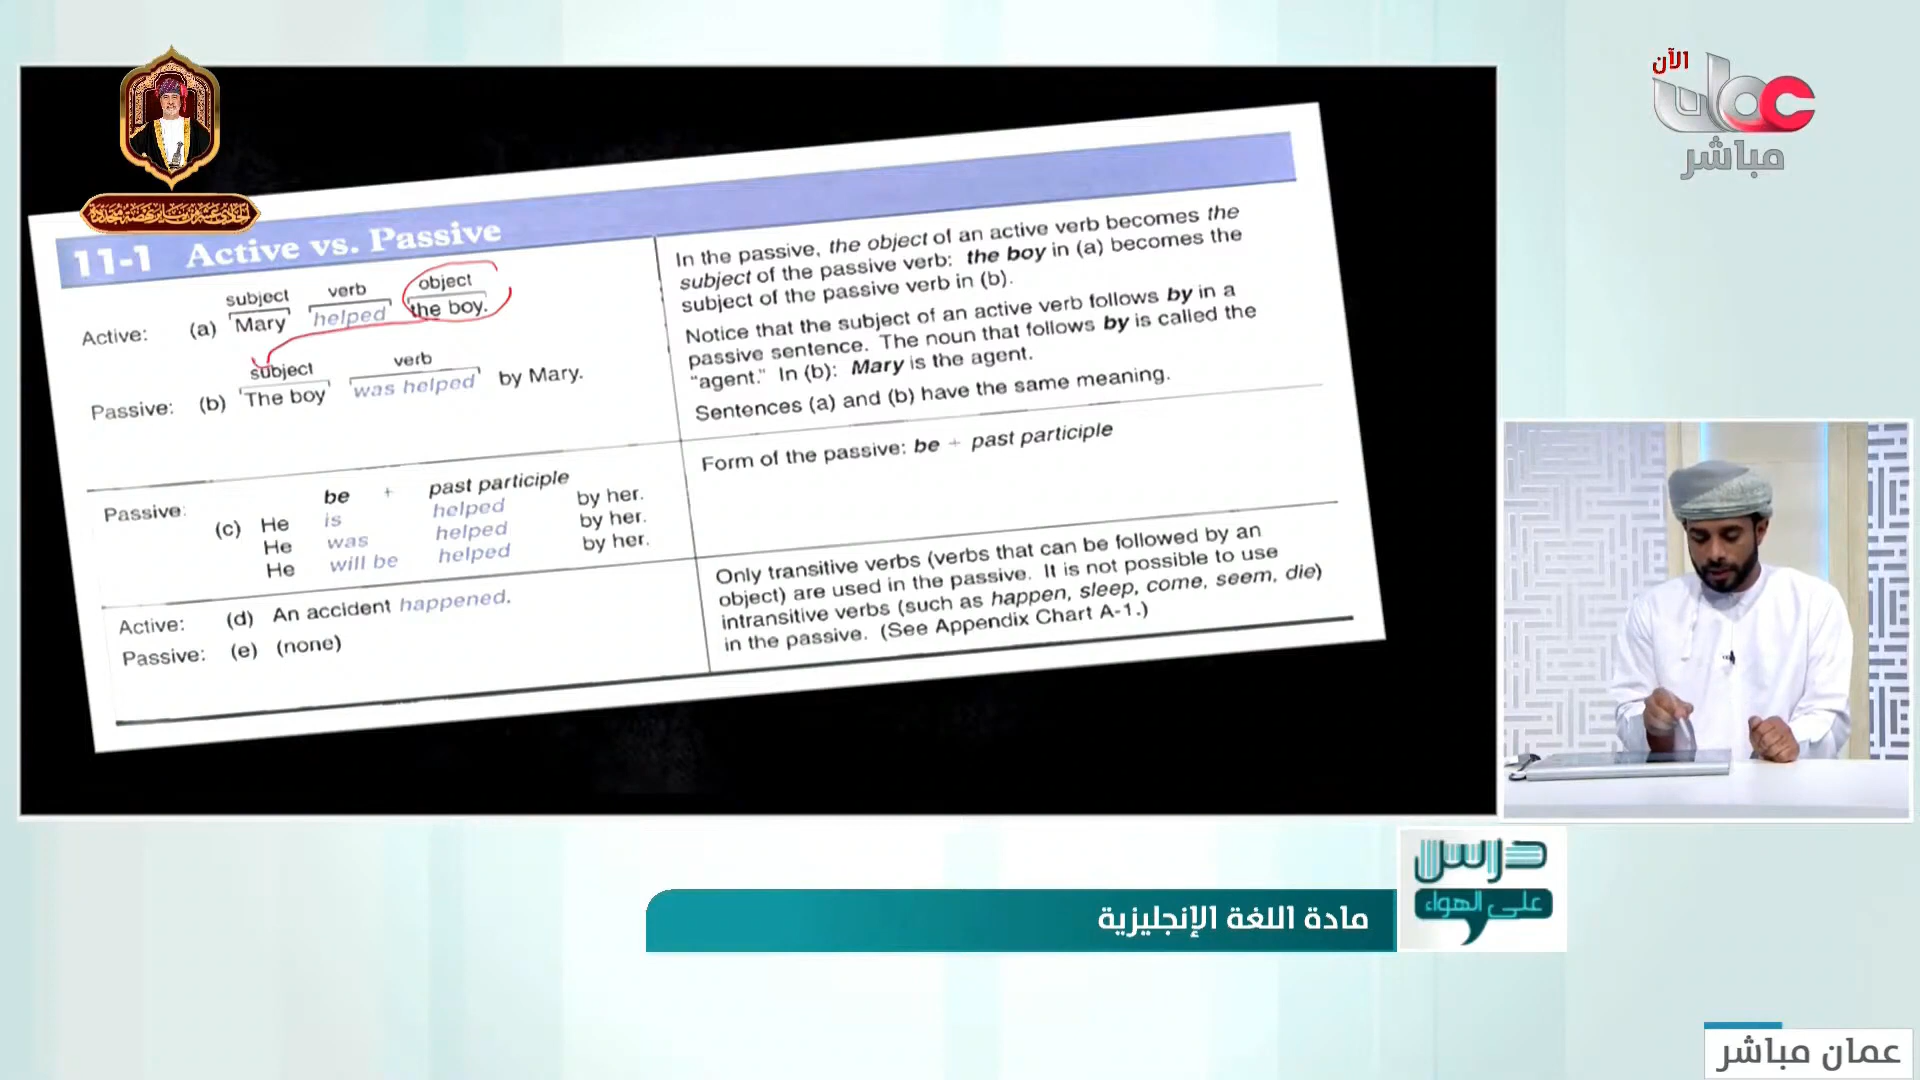 الآن
عمان
مباشر
11-1 Active vs. Passive
subject verb object
Active: (a) Mary helped the boy.
subject verb
Passive: (b) The boy was helped by Mary.
In the passive, the object of an active verb becomes the
subject of the passive verb: the boy in (a) becomes the
subject of the passive verb in (b).
Notice that the subject of an active verb follows by in a
passive sentence. The noun that follows by is called the
"agent." In (b): Mary is the agent.
Sentences (a) and (b) have the same meaning.
be + past participle
Passive: (c) He is helped by her.
He was helped by her.
He will be helped by her.
Form of the passive: be + past participle
Active: (d) An accident happened.
Passive: (e) (none)
Only transitive verbs (verbs that can be followed by an
object) are used in the passive. It is not possible to use
intransitive verbs (such as happen, sleep, come, seem, die)
in the passive. (See Appendix Chart A-1.)
درس
على الهواء
مادة اللغة الإنجليزية
عمان مباشر